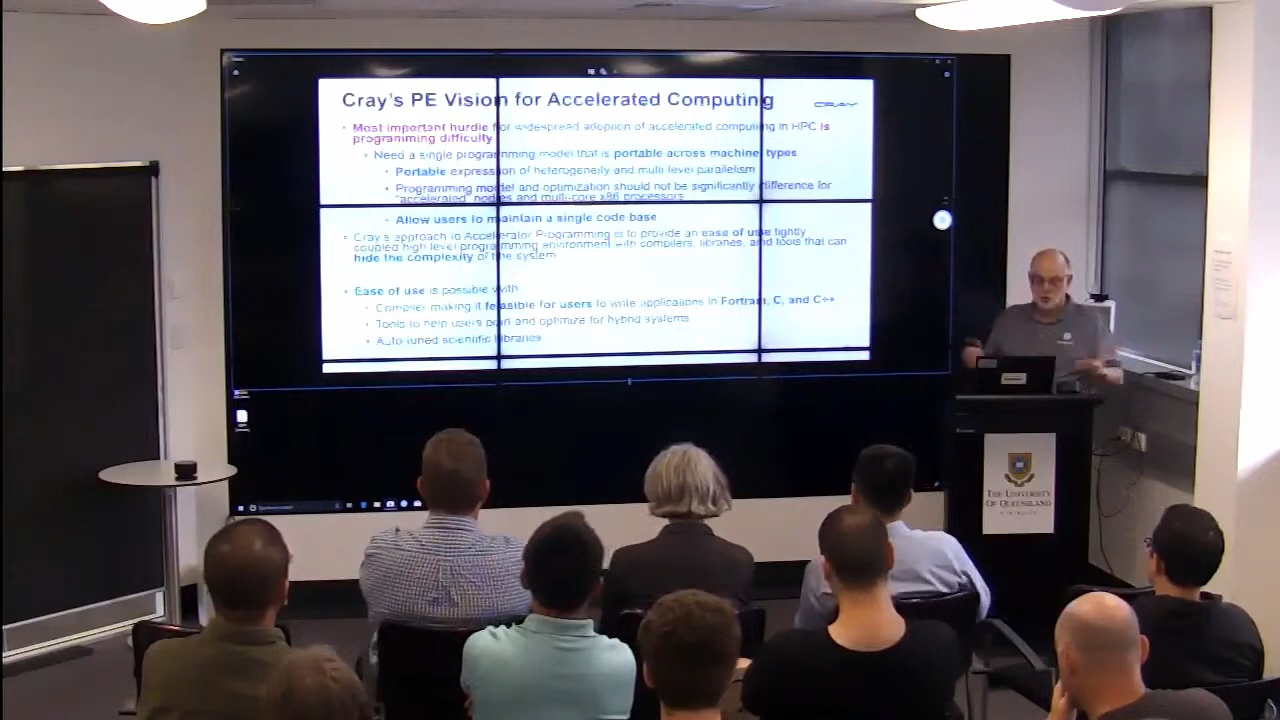 Cray's PE Vision for Accelerated Computing
CRAY
• Most important hurdle for widespread adoption of accelerated computing in HPC is
programming difficulty
• Need a single programming model that is portable across machine types
• Portable expression of heterogeneity and multi level parallelism
• Programming model and optimization should not be significantly difference for
"accelerated" nodes and multi-core x86 processors
• Allow users to maintain a single code base
• Cray's approach to Accelerator Programming is to provide an ease of use tightly
coupled high level programming environment with compilers, libraries, and tools that can
hide the complexity of the system
• Ease of use is possible with
• Compiler making it feasible for users to write applications in Fortran, C, and C++
• Tools to help users port and optimize for hybrid systems
• Auto-tuned scientific libraries
THE UNIVERSITY
OF QUEENSLAND
AUSTRALIA